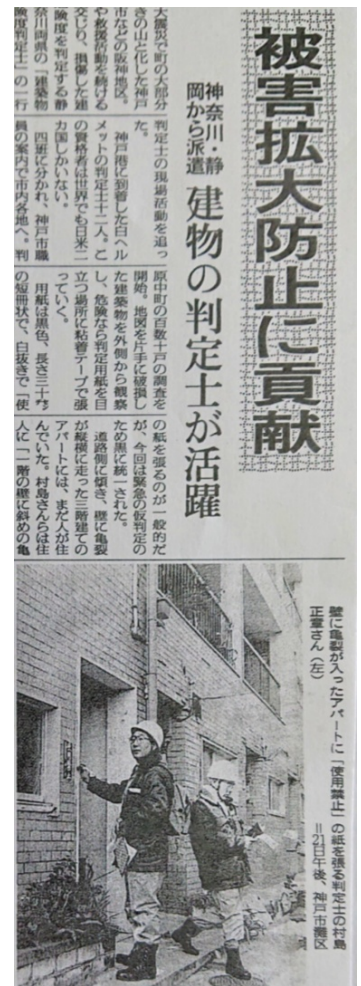 被害拡大防止に貢献
神奈川・静
岡から派遣
建物の判定士が活躍
大震災で町の大部分
きの山と化した神戸
市などの阪神地区。
や救援活動を続ける
交じり、損傷した建
険度を判定する静
奈川両県の「建築物
険度判定士」の一行
判定士の現場活動を追っ
た。
神戸港に到着した白ヘル
メットの判定士十二人。こ
の資格者は世界でも日米二
カ国しかいない。
四班に分かれ、神戸市職
員の案内で市内各地へ。判
原中町の百数十戸の調査を
開始。地図を片手に破損し
た建築物を外側から観察
し、危険なら判定用紙を目
立つ場所に粘着テープで張
っていく。
用紙は黒色、長さ三十㌢
の短冊状で、白抜きで「使
の紙を張るのが一般的だ
が、今回は緊急の仮判定の
ため黒に統一された。
道路側に傾き、壁に亀裂
が縦横に走った三階建ての
アパートには、まだ人が住
んでいた。村島さんらは住
人に「一階の壁に斜めの亀
壁に亀裂が入ったアパートに「使用禁止」の紙を張る判定士の村島
正章さん（左）
＝21日午後、神戸市灘区